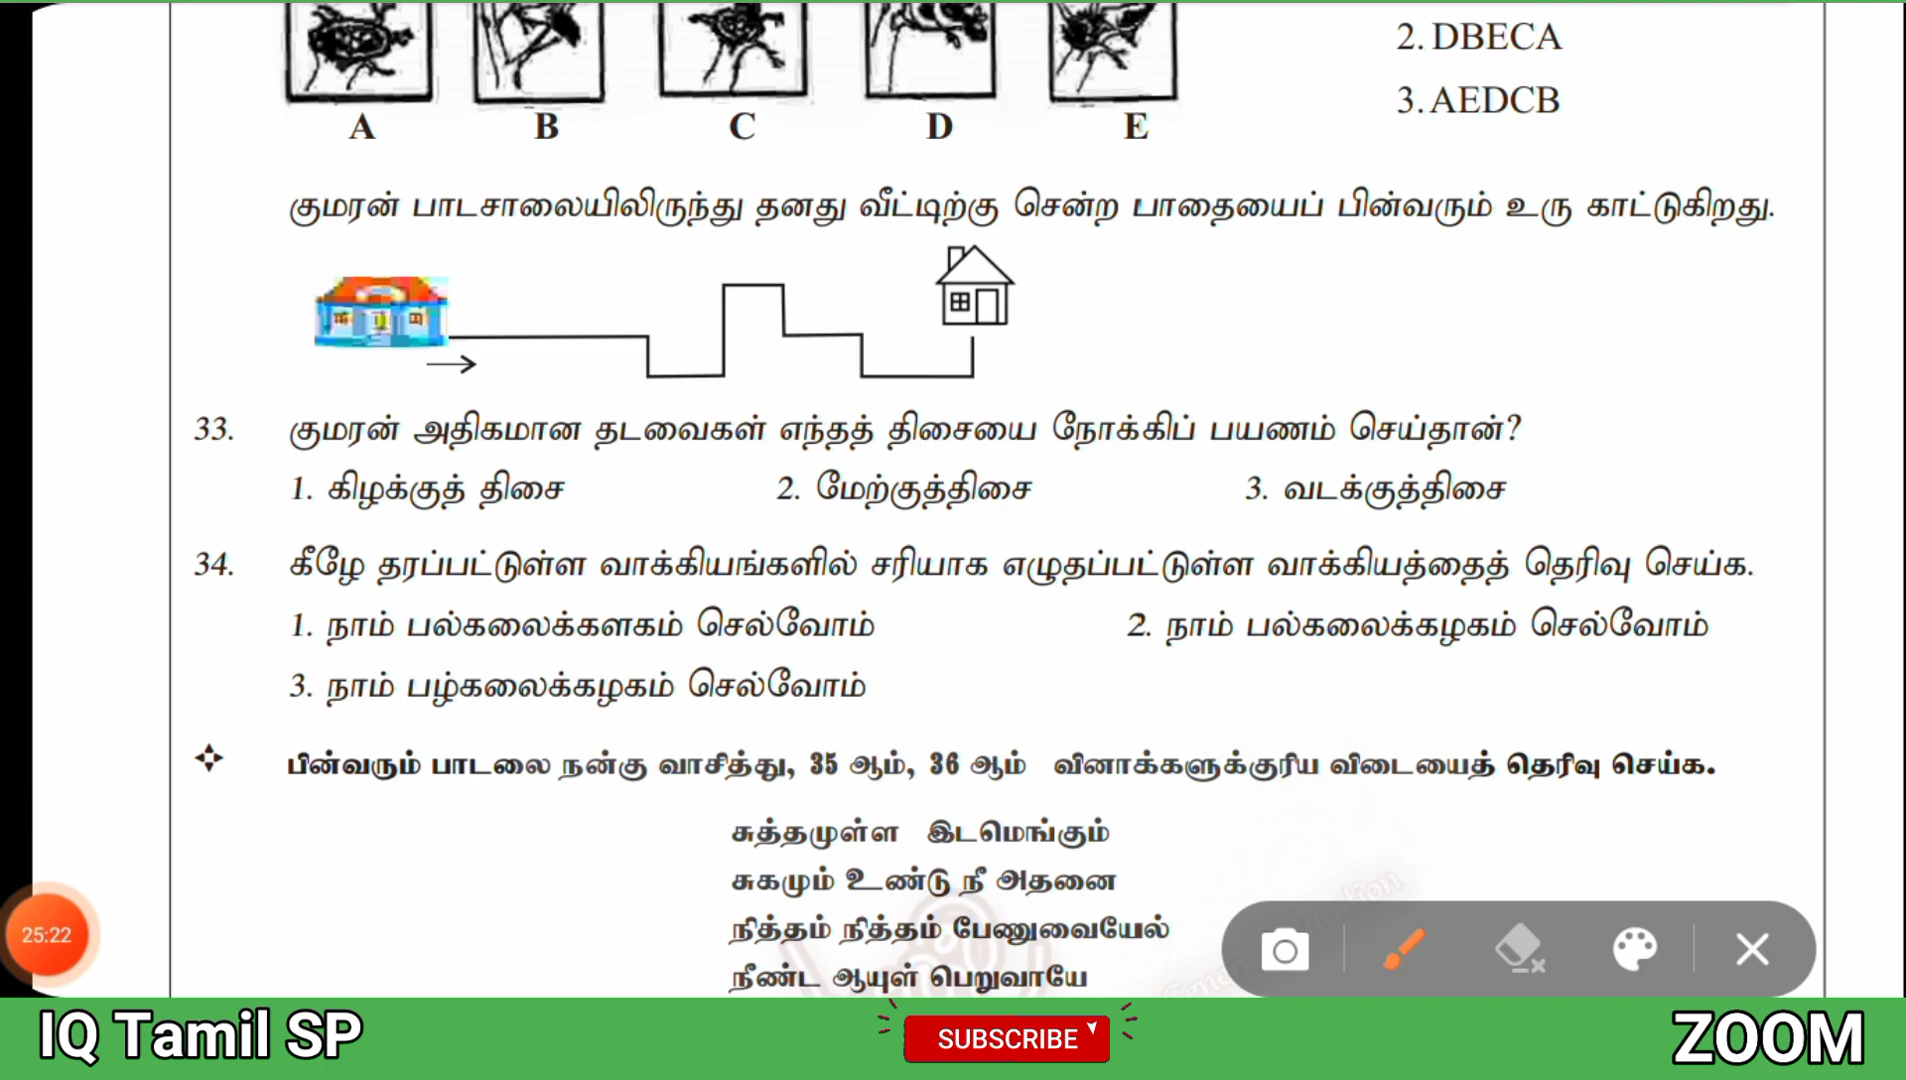 2. DBECA
3. AEDCB
A B C D E
குமரன் பாடசாலையிலிருந்து தனது வீட்டிற்கு சென்ற பாதையைப் பின்வரும் உரு காட்டுகிறது.
33. குமரன் அதிகமான தடவைகள் எந்தத் திசையை நோக்கிப் பயணம் செய்தான்?
1. கிழக்குத் திசை 2. மேற்குத்திசை 3. வடக்குத்திசை
34. கீழே தரப்பட்டுள்ள வாக்கியங்களில் சரியாக எழுதப்பட்டுள்ள வாக்கியத்தைத் தெரிவு செய்க.
1. நாம் பல்கலைக்களகம் செல்வோம் 2. நாம் பல்கலைக்கழகம் செல்வோம்
3. நாம் பழ்கலைக்கழகம் செல்வோம்
பின்வரும் பாடலை நன்கு வாசித்து, 35 ஆம், 36 ஆம் வினாக்களுக்குரிய விடையைத் தெரிவு செய்க.
சுத்தமுள்ள இடமெங்கும்
சுகமும் உண்டு நீ அதனை
நித்தம் நித்தம் பேணுவையேல்
நீண்ட ஆயுள் பெறுவாயே
25:22
IQ Tamil SP
SUBSCRIBE
ZOOM